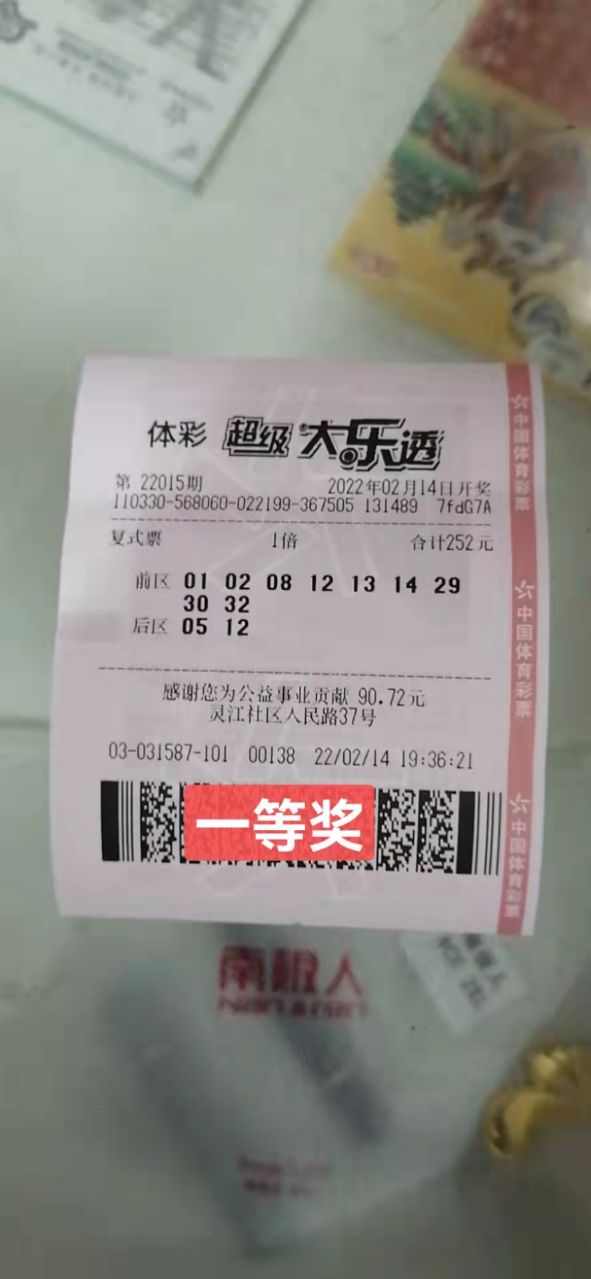 体彩 超级大乐透
第 22015期 2022年02月14日开奖
110330-568060-022199-367505 131489 7fdG7A
复式票 1倍 合计252元
前区 01 02 08 12 13 14 29
30 32
后区 05 12
感谢您为公益事业贡献 90.72元
灵江社区人民路37号
03-031587-101 00138 22/02/14 19:36:21
一等奖
中国体育彩票
中国体育彩票
中国体育彩票
南极人